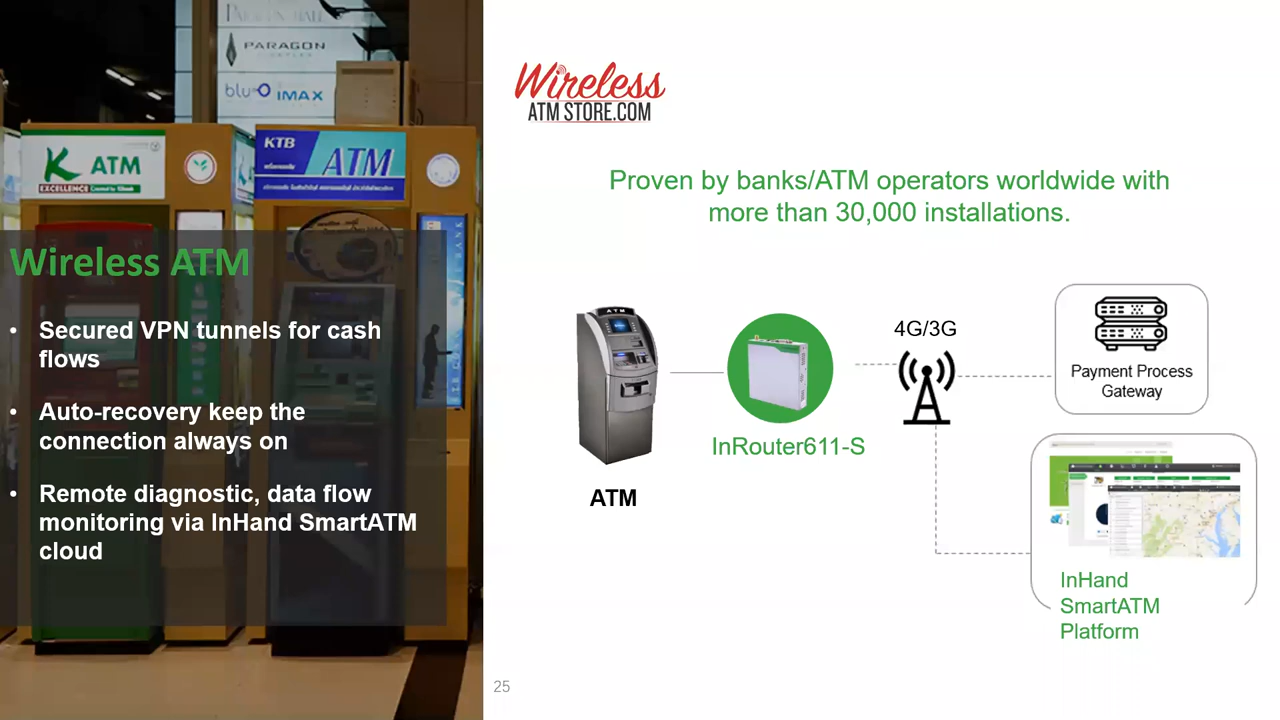 PARAGON
CINEPLEX
blu O IMAX
K ATM
EXCELLENCE
KTB
ATM
Wireless ATM
• Secured VPN tunnels for cash
flows
• Auto-recovery keep the
connection always on
• Remote diagnostic, data flow
monitoring via InHand SmartATM
cloud
Wireless
ATM STORE.COM
Proven by banks/ATM operators worldwide with
more than 30,000 installations.
ATM
InRouter611-S
ATM
4G/3G
Payment Process
Gateway
InHand
SmartATM
Platform
25